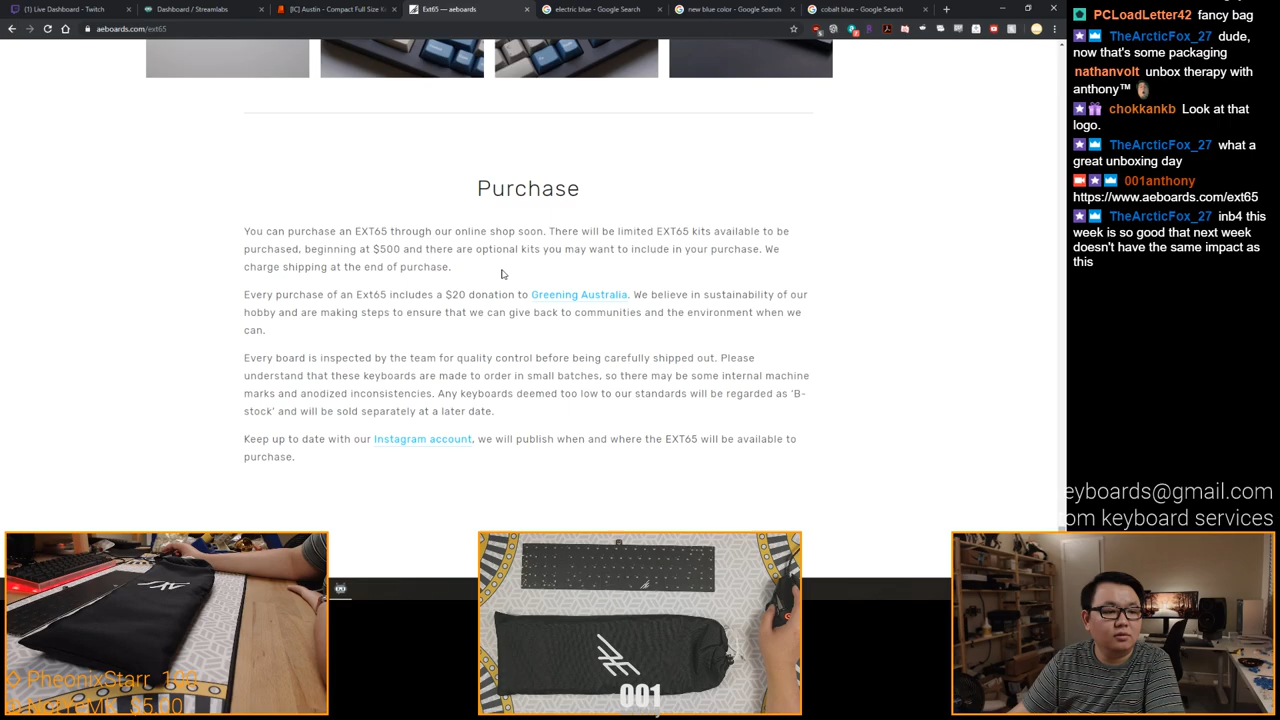 (1) Live Dashboard - Twitch
Dashboard / Streamlabs
[IC] Austin - Compact Full Size K
Ext65 — aeboards
electric blue - Google Search
new blue color - Google Search
cobalt blue - Google Search
aeboards.com/ext65
Purchase
You can purchase an EXT65 through our online shop soon. There will be limited EXT65 kits available to be
purchased, beginning at $500 and there are optional kits you may want to include in your purchase. We
charge shipping at the end of purchase.
Every purchase of an Ext65 includes a $20 donation to Greening Australia. We believe in sustainability of our
hobby and are making steps to ensure that we can give back to communities and the environment when we
can.
Every board is inspected by the team for quality control before being carefully shipped out. Please
understand that these keyboards are made to order in small batches, so there may be some internal machine
marks and anodized inconsistencies. Any keyboards deemed too low to our standards will be regarded as ‘B-
stock’ and will be sold separately at a later date.
Keep up to date with our Instagram account, we will publish when and where the EXT65 will be available to
purchase.
PCLoadLetter42 fancy bag
TheArcticFox_27 dude,
now that's some packaging
nathanvolt unbox therapy with
anthony™
chokkankb Look at that
logo.
TheArcticFox_27 what a
great unboxing day
001anthony
https://www.aeboards.com/ext65
TheArcticFox_27 inb4 this
week is so good that next week
doesn't have the same impact as
this
eyboards@gmail.com
om keyboard services
PheonixStarr 100
$5.00
001